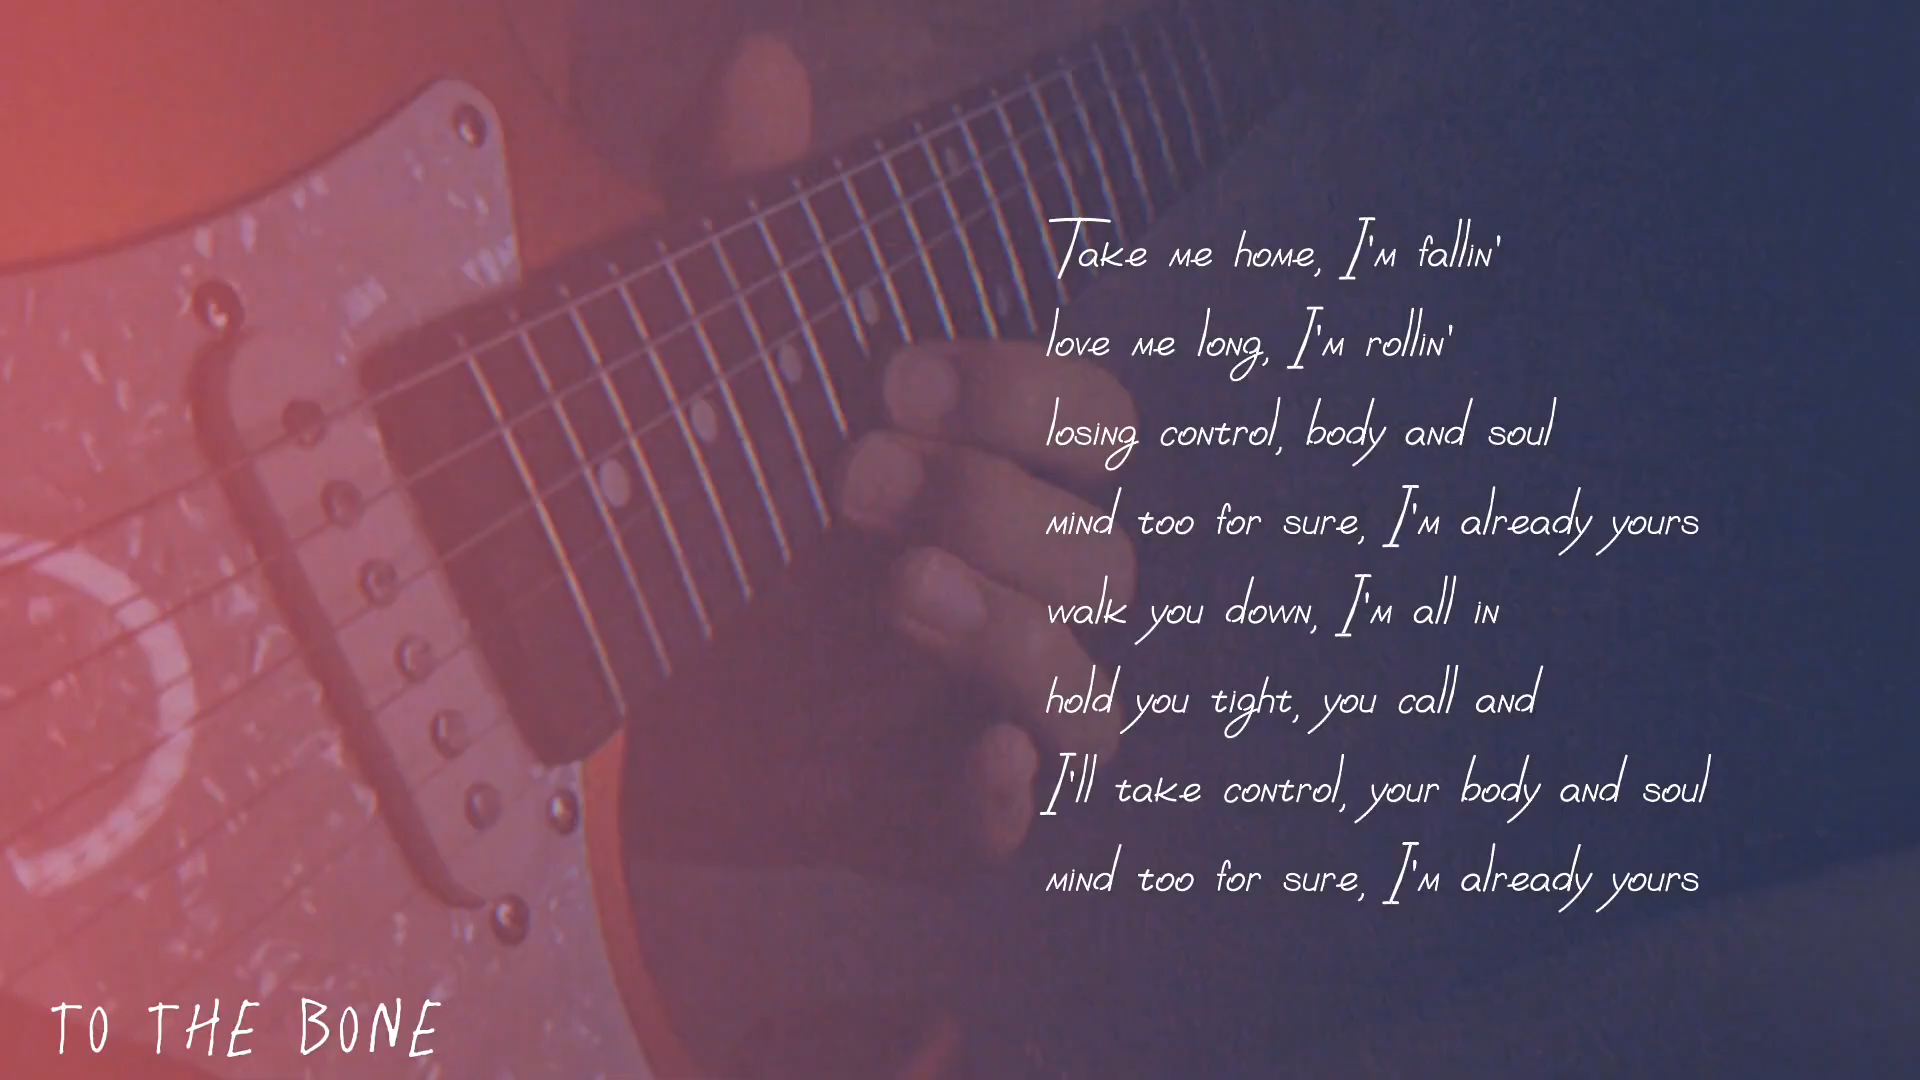 Take me home, I'm fallin'
love me long, I'm rollin'
losing control, body and soul
mind too for sure, I'm already yours
walk you down, I'm all in
hold you tight, you call and
I'll take control, your body and soul
mind too for sure, I'm already yours
TO THE BONE